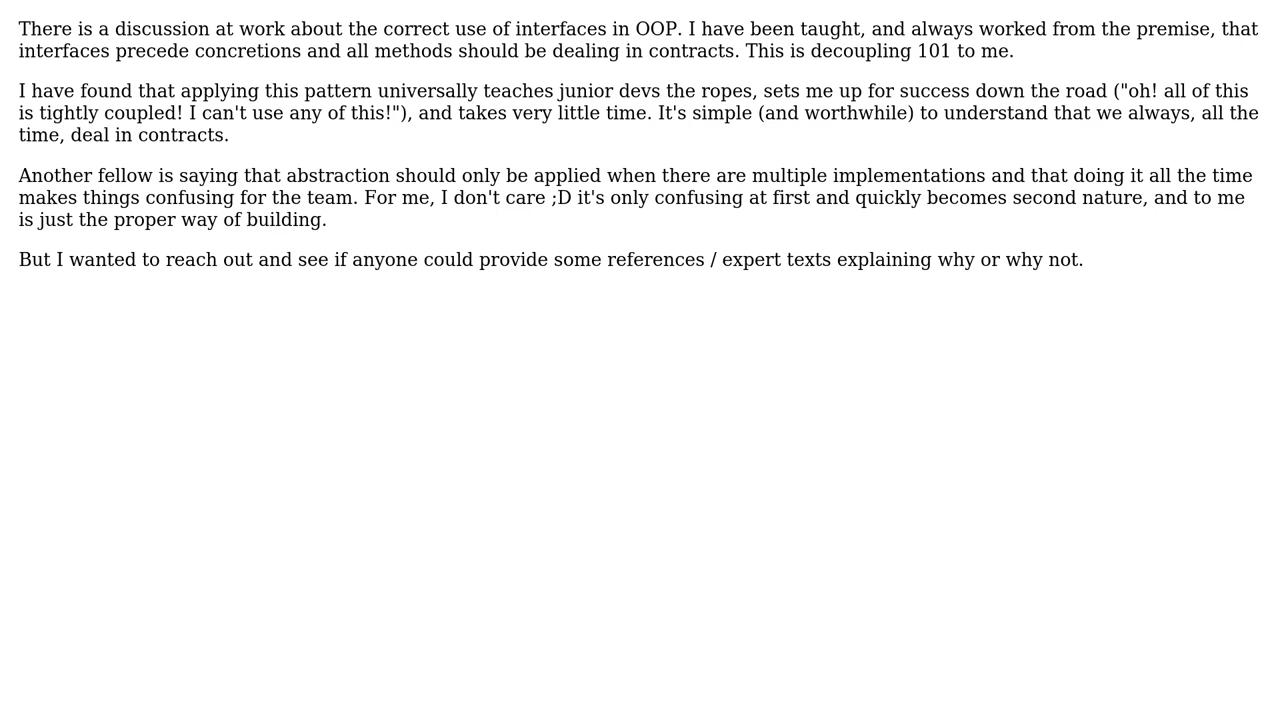 There is a discussion at work about the correct use of interfaces in OOP. I have been taught, and always worked from the premise, that
interfaces precede concretions and all methods should be dealing in contracts. This is decoupling 101 to me.
I have found that applying this pattern universally teaches junior devs the ropes, sets me up for success down the road ("oh! all of this
is tightly coupled! I can't use any of this!"), and takes very little time. It's simple (and worthwhile) to understand that we always, all the
time, deal in contracts.
Another fellow is saying that abstraction should only be applied when there are multiple implementations and that doing it all the time
makes things confusing for the team. For me, I don't care ;D it's only confusing at first and quickly becomes second nature, and to me
is just the proper way of building.
But I wanted to reach out and see if anyone could provide some references / expert texts explaining why or why not.